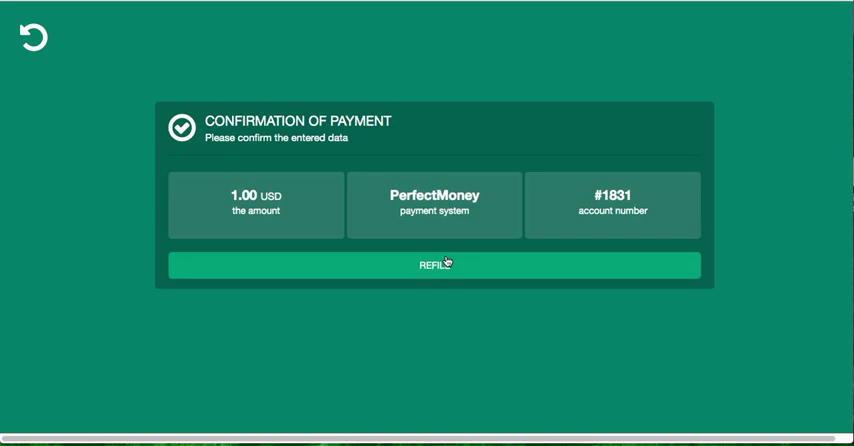 CONFIRMATION OF PAYMENT
Please confirm the entered data
1.00 USD
the amount
PerfectMoney
payment system
#1831
account number
REFILL